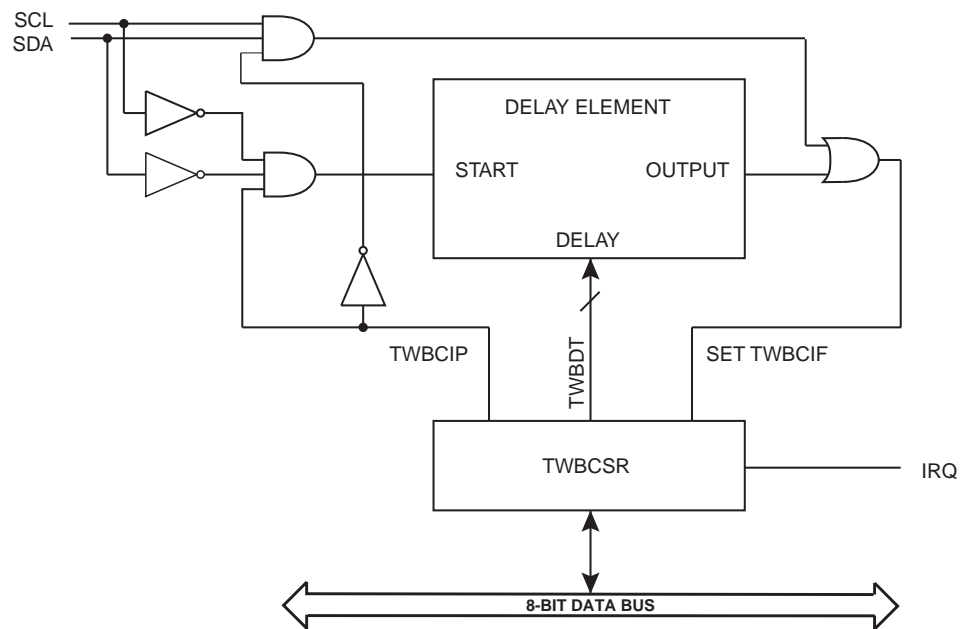 SCL
SDA
DELAY ELEMENT
START
OUTPUT
DELAY
TWBCIP
TWBDT
SET TWBCIF
TWBCSR
IRQ
8-BIT DATA BUS